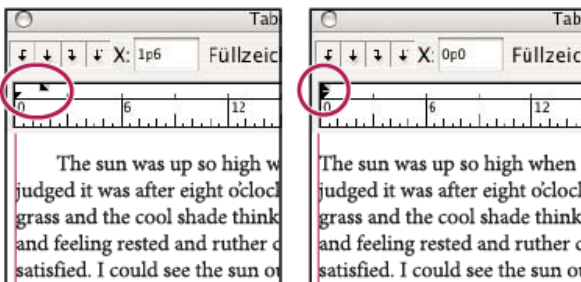 Tab
X: 1p6 Füllzeic
0 6 12
The sun was up so high w
judged it was after eight o'clock
grass and the cool shade think
and feeling rested and ruther
satisfied. I could see the sun
Tab
X: 0p0 Füllzeic
0 6 12
The sun was up so high when
judged it was after eight o'clock
grass and the cool shade think
and feeling rested and ruther
satisfied. I could see the sun